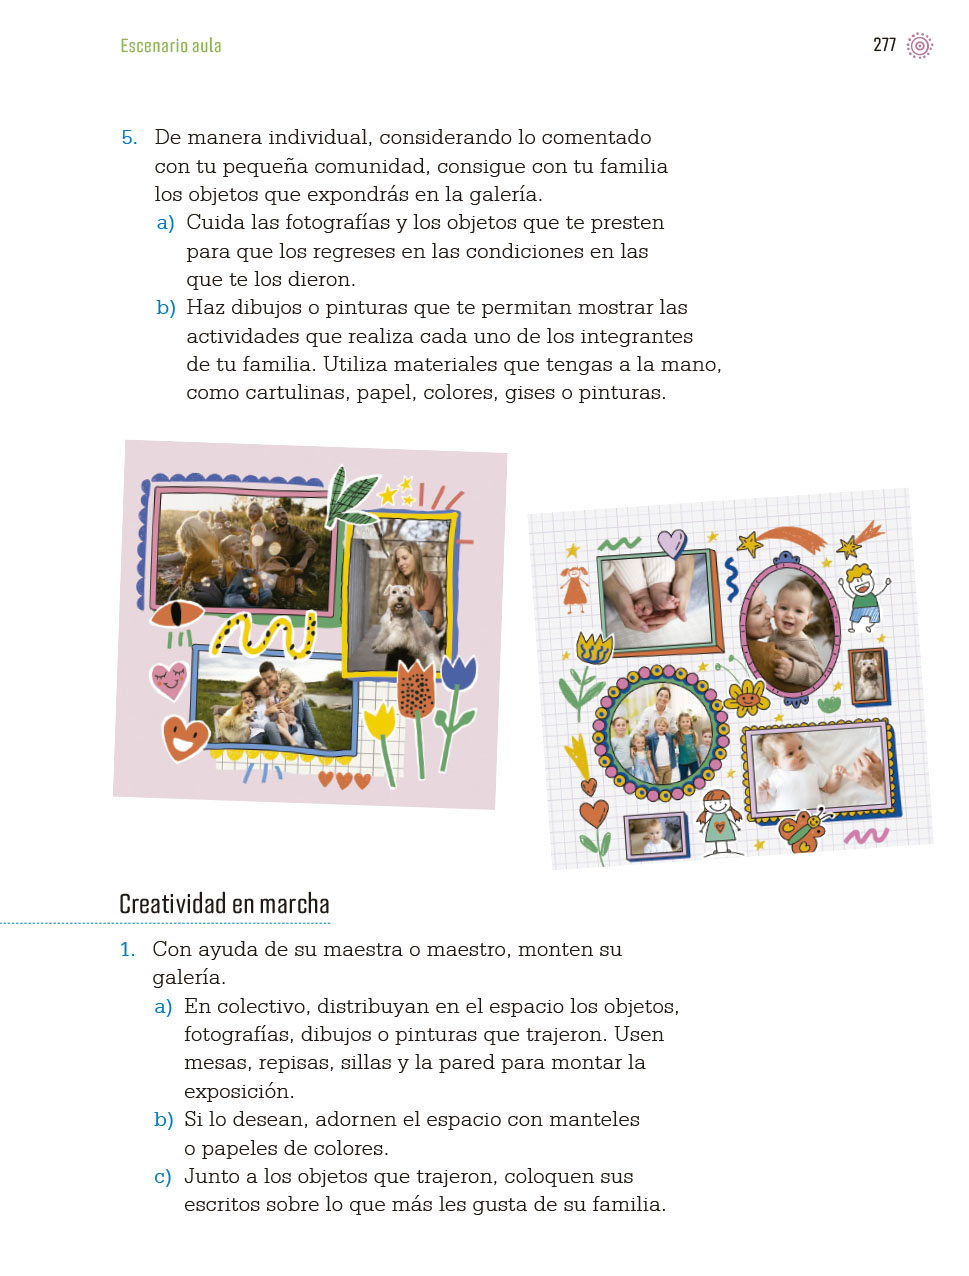 Escenario aula
277
5. De manera individual, considerando lo comentado
con tu pequeña comunidad, consigue con tu familia
los objetos que expondrás en la galería.
a) Cuida las fotografías y los objetos que te presten
para que los regreses en las condiciones en las
que te los dieron.
b) Haz dibujos o pinturas que te permitan mostrar las
actividades que realiza cada uno de los integrantes
de tu familia. Utiliza materiales que tengas a la mano,
como cartulinas, papel, colores, gises o pinturas.
Creatividad en marcha
1. Con ayuda de su maestra o maestro, monten su
galería.
a) En colectivo, distribuyan en el espacio los objetos,
fotografías, dibujos o pinturas que trajeron. Usen
mesas, repisas, sillas y la pared para montar la
exposición.
b) Si lo desean, adornen el espacio con manteles
o papeles de colores.
c) Junto a los objetos que trajeron, coloquen sus
escritos sobre lo que más les gusta de su familia.